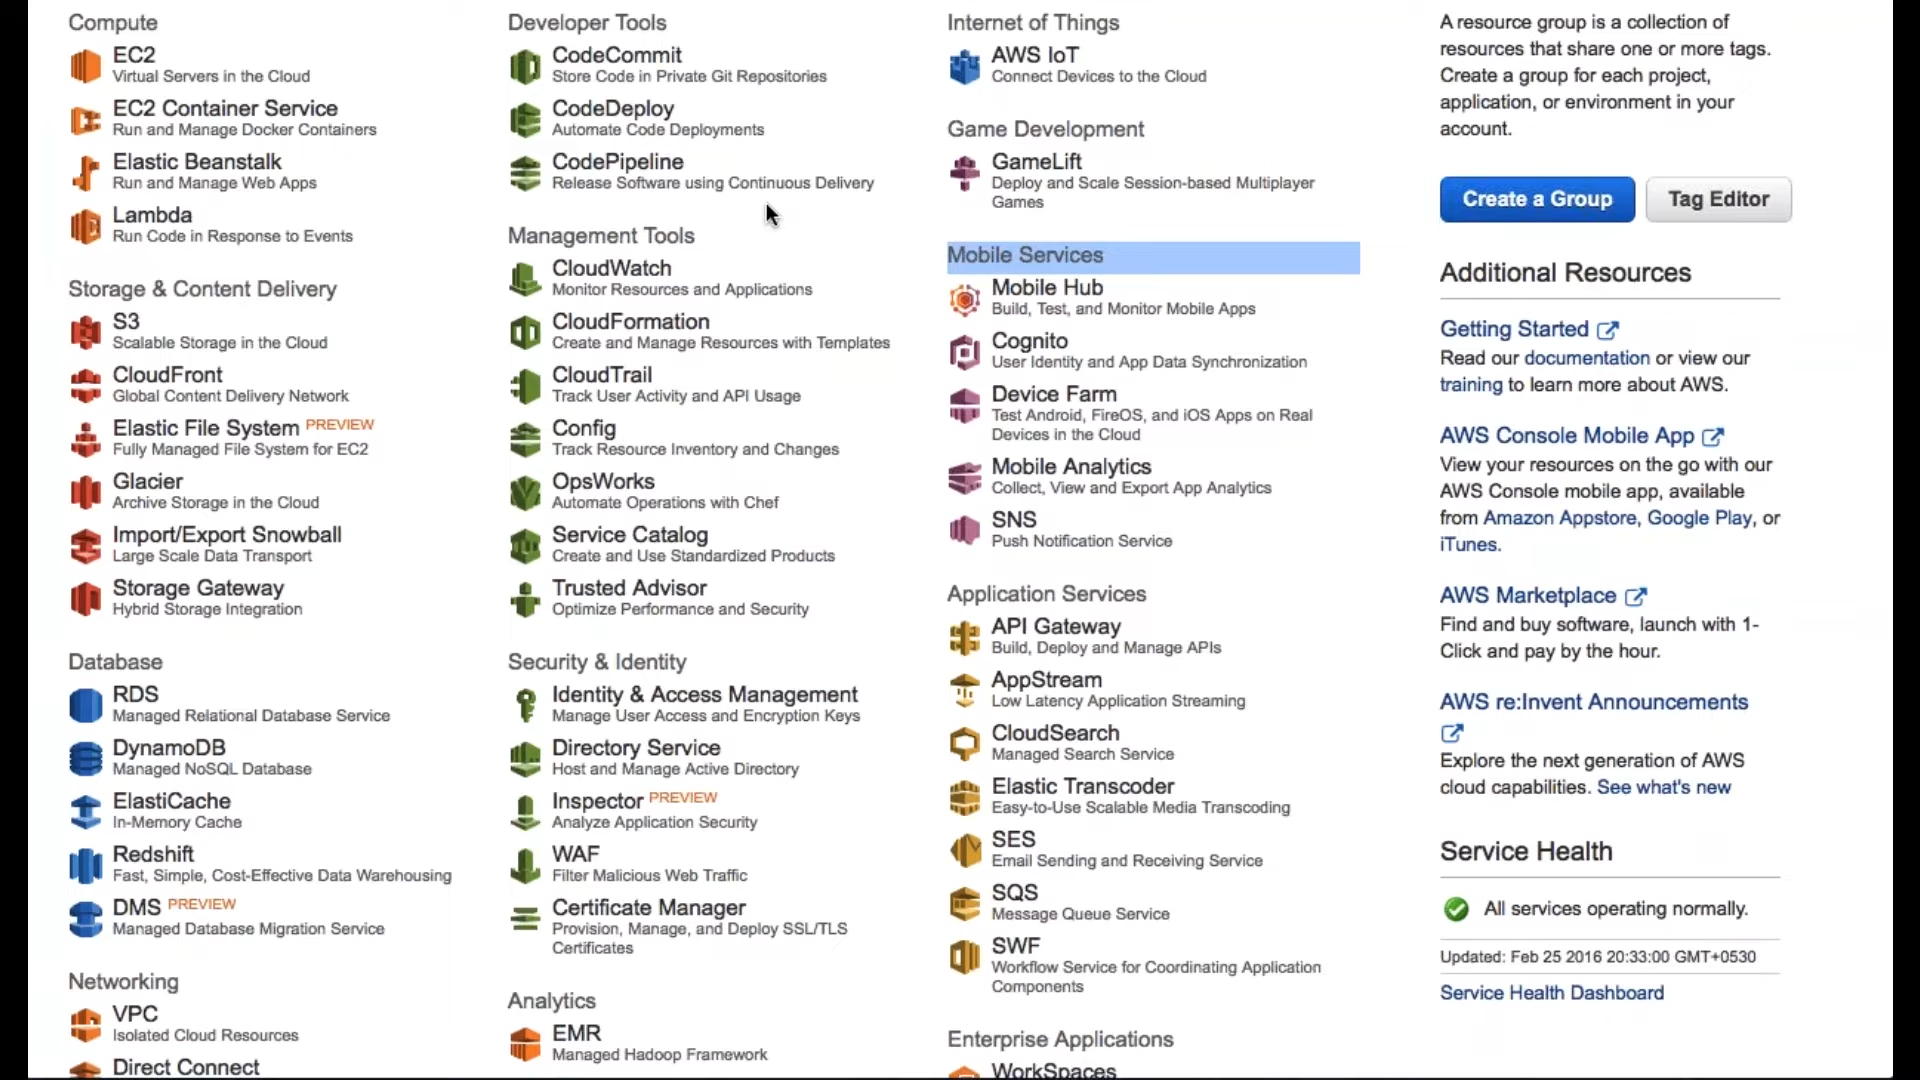 Compute
EC2
Virtual Servers in the Cloud
EC2 Container Service
Run and Manage Docker Containers
Elastic Beanstalk
Run and Manage Web Apps
Lambda
Run Code in Response to Events
Storage & Content Delivery
S3
Scalable Storage in the Cloud
CloudFront
Global Content Delivery Network
Elastic File System PREVIEW
Fully Managed File System for EC2
Glacier
Archive Storage in the Cloud
Import/Export Snowball
Large Scale Data Transport
Storage Gateway
Hybrid Storage Integration
Database
RDS
Managed Relational Database Service
DynamoDB
Managed NoSQL Database
ElastiCache
In-Memory Cache
Redshift
Fast, Simple, Cost-Effective Data Warehousing
DMS PREVIEW
Managed Database Migration Service
Networking
VPC
Isolated Cloud Resources
Direct Connect
Developer Tools
CodeCommit
Store Code in Private Git Repositories
CodeDeploy
Automate Code Deployments
CodePipeline
Release Software using Continuous Delivery
Management Tools
CloudWatch
Monitor Resources and Applications
CloudFormation
Create and Manage Resources with Templates
CloudTrail
Track User Activity and API Usage
Config
Track Resource Inventory and Changes
OpsWorks
Automate Operations with Chef
Service Catalog
Create and Use Standardized Products
Trusted Advisor
Optimize Performance and Security
Security & Identity
Identity & Access Management
Manage User Access and Encryption Keys
Directory Service
Host and Manage Active Directory
Inspector PREVIEW
Analyze Application Security
WAF
Filter Malicious Web Traffic
Certificate Manager
Provision, Manage, and Deploy SSL/TLS
Certificates
Analytics
EMR
Managed Hadoop Framework
Internet of Things
AWS IoT
Connect Devices to the Cloud
Game Development
GameLift
Deploy and Scale Session-based Multiplayer
Games
Mobile Services
Mobile Hub
Build, Test, and Monitor Mobile Apps
Cognito
User Identity and App Data Synchronization
Device Farm
Test Android, FireOS, and iOS Apps on Real
Devices in the Cloud
Mobile Analytics
Collect, View and Export App Analytics
SNS
Push Notification Service
Application Services
API Gateway
Build, Deploy and Manage APIs
AppStream
Low Latency Application Streaming
CloudSearch
Managed Search Service
Elastic Transcoder
Easy-to-Use Scalable Media Transcoding
SES
Email Sending and Receiving Service
SQS
Message Queue Service
SWF
Workflow Service for Coordinating Application
Components
Enterprise Applications
WorkSpaces
A resource group is a collection of
resources that share one or more tags.
Create a group for each project,
application, or environment in your
account.
Create a Group
Tag Editor
Additional Resources
Getting Started
Read our documentation or view our
training to learn more about AWS.
AWS Console Mobile App
View your resources on the go with our
AWS Console mobile app, available
from Amazon Appstore, Google Play, or
iTunes.
AWS Marketplace
Find and buy software, launch with 1-
Click and pay by the hour.
AWS re:Invent Announcements
Explore the next generation of AWS
cloud capabilities. See what's new
Service Health
All services operating normally.
Updated: Feb 25 2016 20:33:00 GMT+0530
Service Health Dashboard